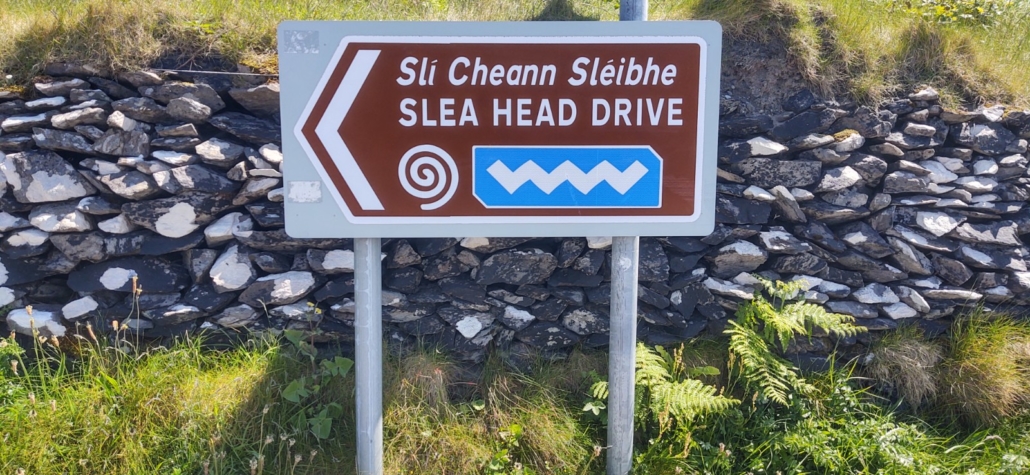 Slí Cheann Sléibhe
SLEA HEAD DRIVE